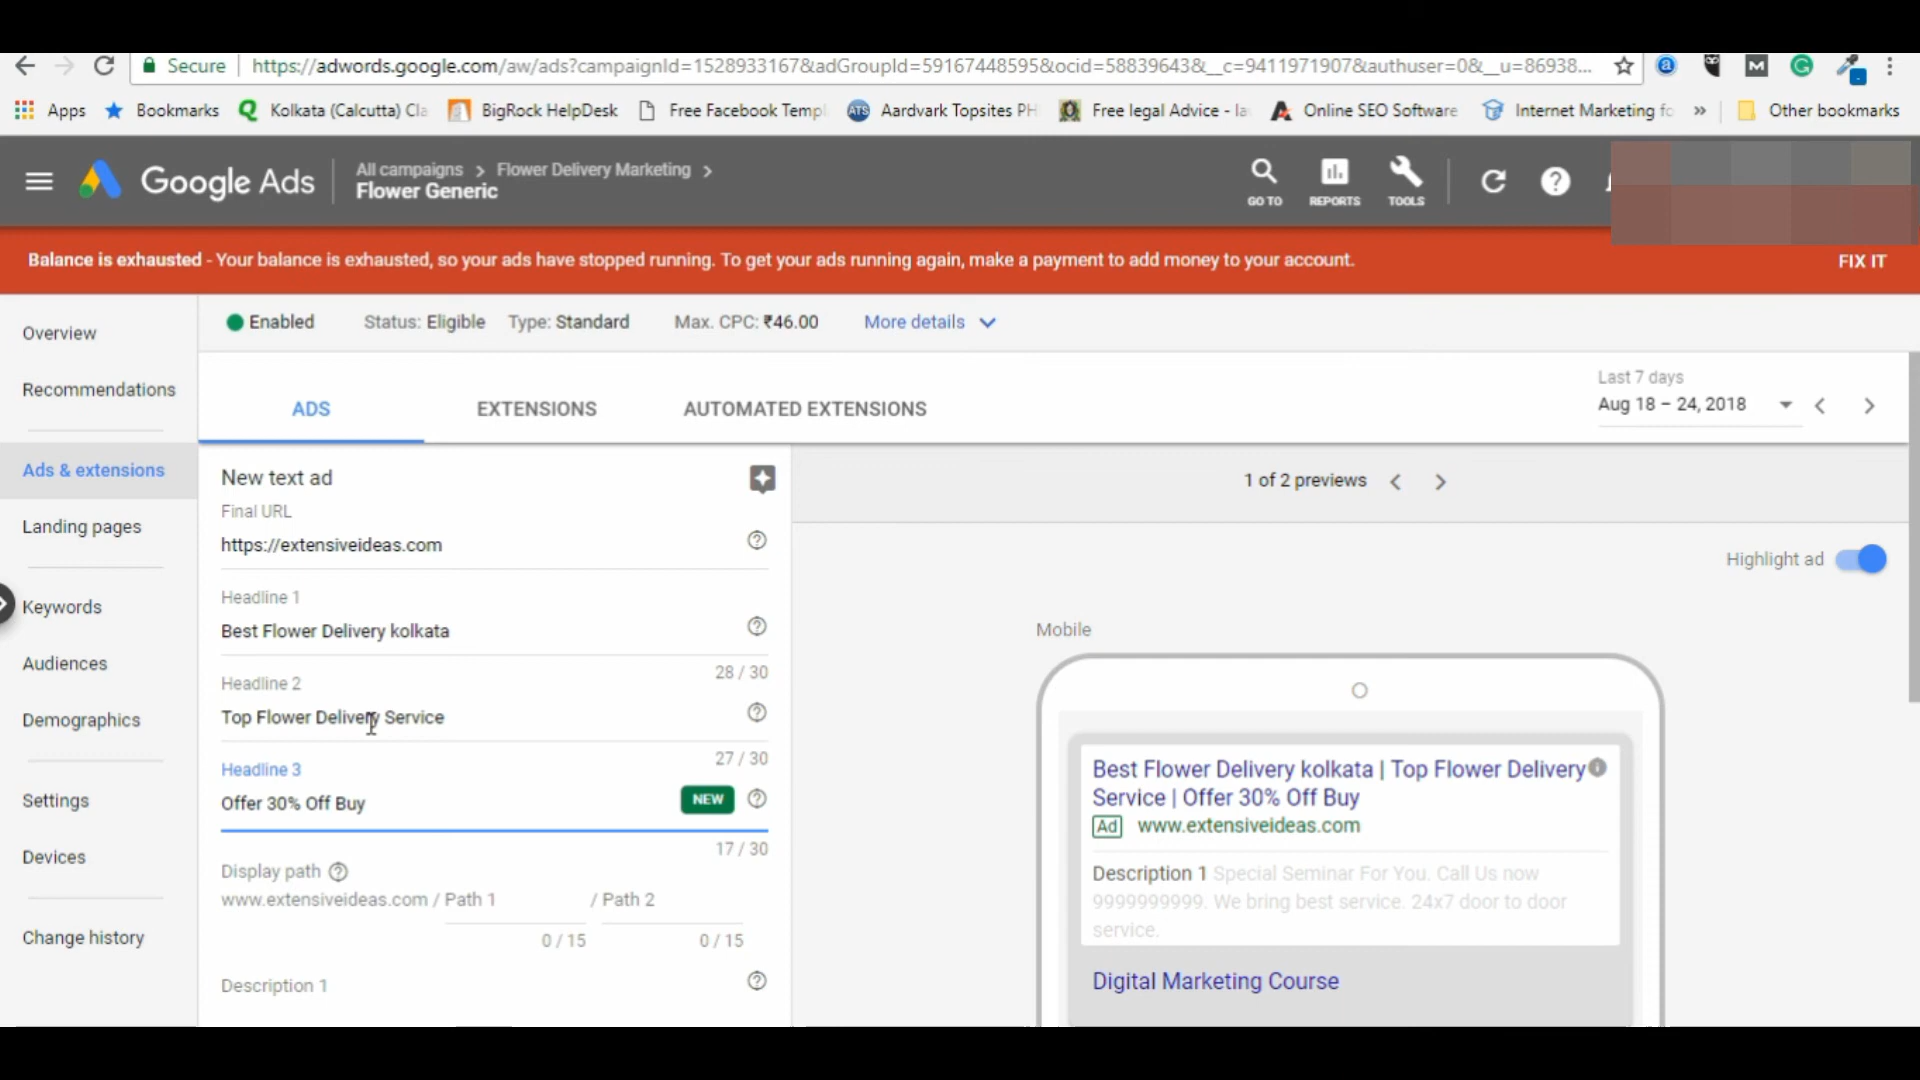 Secure https://adwords.google.com/aw/ads?campaignId=1528933167&adGroupId=59167448595&ocid=58839643&__c=9411971907&authuser=0&__u=86938...
Apps Bookmarks Kolkata (Calcutta) Cla BigRock HelpDesk Free Facebook Templ Aardvark Topsites PH Free legal Advice - la Online SEO Software Internet Marketing fo » Other bookmarks
Google Ads
All campaigns > Flower Delivery Marketing >
Flower Generic
GO TO REPORTS TOOLS
Balance is exhausted - Your balance is exhausted, so your ads have stopped running. To get your ads running again, make a payment to add money to your account. FIX IT
Overview
Recommendations
Ads & extensions
Landing pages
Keywords
Audiences
Demographics
Settings
Devices
Change history
Enabled Status: Eligible Type: Standard Max. CPC: ₹46.00 More details
ADS EXTENSIONS AUTOMATED EXTENSIONS
Last 7 days
Aug 18 – 24, 2018
New text ad
Final URL
https://extensiveideas.com
Headline 1
Best Flower Delivery kolkata
28 / 30
Headline 2
Top Flower Delivery Service
27 / 30
Headline 3
Offer 30% Off Buy NEW
17 / 30
Display path
www.extensiveideas.com / Path 1 / Path 2
0 / 15 0 / 15
Description 1
1 of 2 previews
Highlight ad
Mobile
Best Flower Delivery kolkata | Top Flower Delivery
Service | Offer 30% Off Buy
Ad www.extensiveideas.com
Description 1 Special Seminar For You. Call Us now
9999999999. We bring best service. 24x7 door to door
service.
Digital Marketing Course